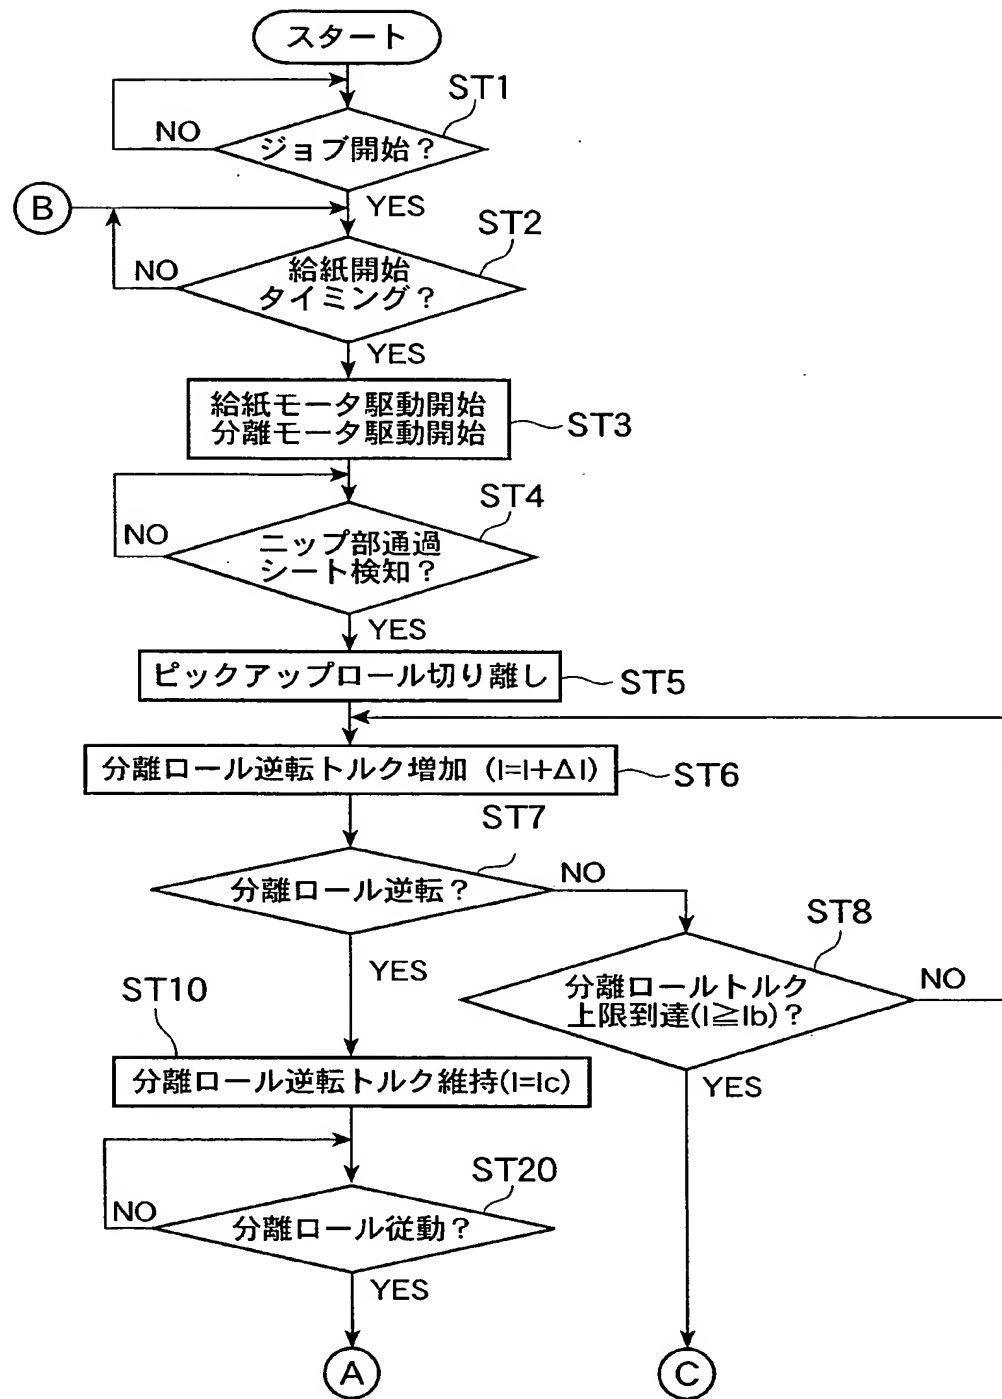 スタート
ST1
NO
ジョブ開始？
B
YES
ST2
NO
給紙開始
タイミング？
YES
給紙モータ駆動開始
分離モータ駆動開始
ST3
ST4
NO
ニップ部通過
シート検知？
YES
ピックアップロール切り離し
ST5
分離ロール逆転トルク増加 (I=I+ΔI)
ST6
ST7
分離ロール逆転？
NO
ST8
YES
分離ロールトルク
上限到達(I≧Ib)？
NO
ST10
YES
分離ロール逆転トルク維持(I=Ic)
ST20
NO
分離ロール従動？
YES
A
C